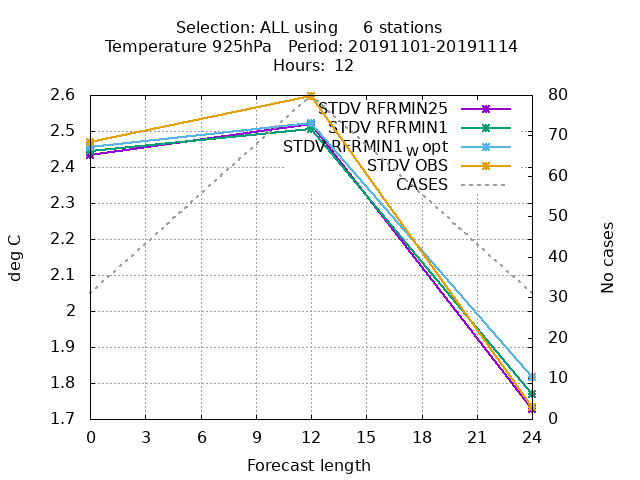 Selection: ALL using 6 stations
Temperature 925hPa Period: 20191101-20191114
Hours: 12
STDV RFRMIN25
STDV RFRMIN1
STDV RFRMIN1 W opt
STDV OBS
CASES
2.6
2.5
2.4
2.3
2.2
2.1
2
1.9
1.8
1.7
deg C
80
70
60
50
40
30
20
10
0
No cases
0 3 6 9 12 15 18 21 24
Forecast length